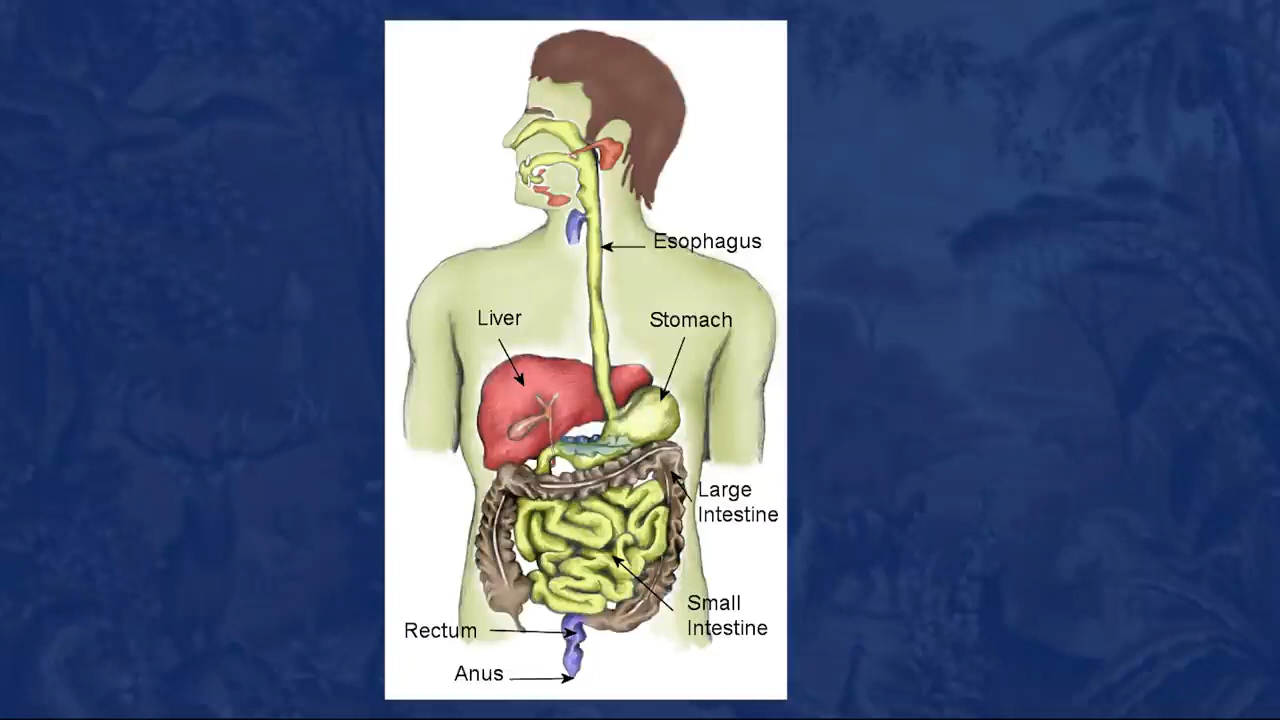 Esophagus
Liver
Stomach
Large
Intestine
Small
Intestine
Rectum
Anus